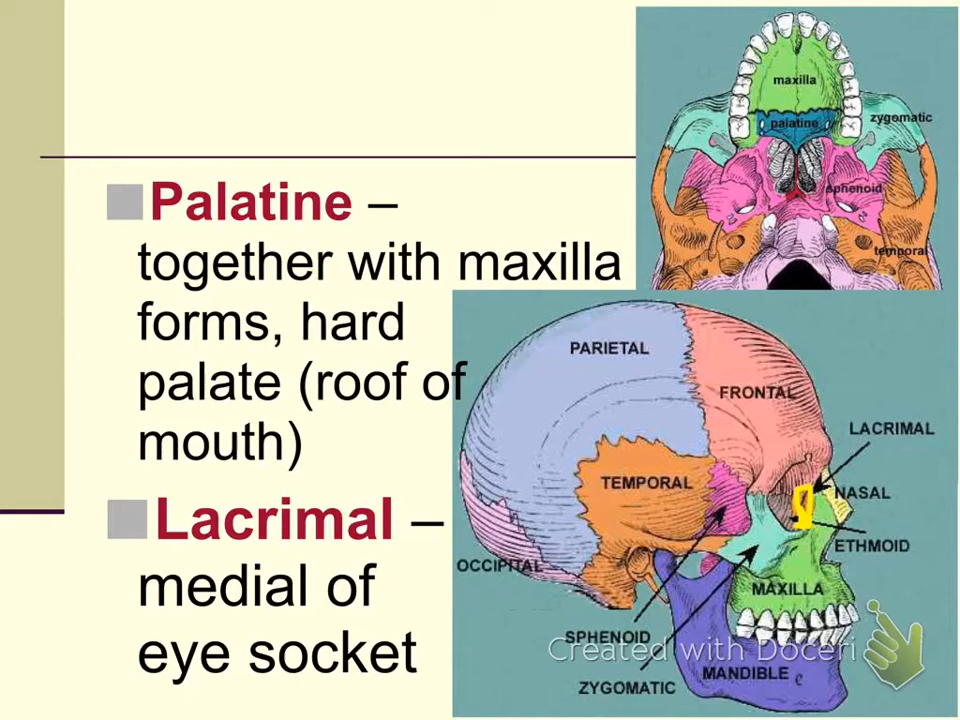 Palatine –
together with maxilla
forms, hard
palate (roof of
mouth)
Lacrimal –
medial of
eye socket
maxilla
palatine
zygomatic
sphenoid
temporal
PARIETAL
FRONTAL
LACRIMAL
TEMPORAL
NASAL
ETHMOID
OCCIPITAL
MAXILLA
SPHENOID
ZYGOMATIC
MANDIBLE
Created with Doceri